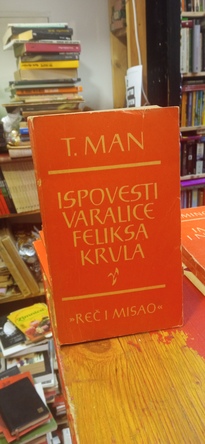 T. MAN
ISPOVESTI
VARALICE
FELIKSA
KRULA
»REČ I MISAO«